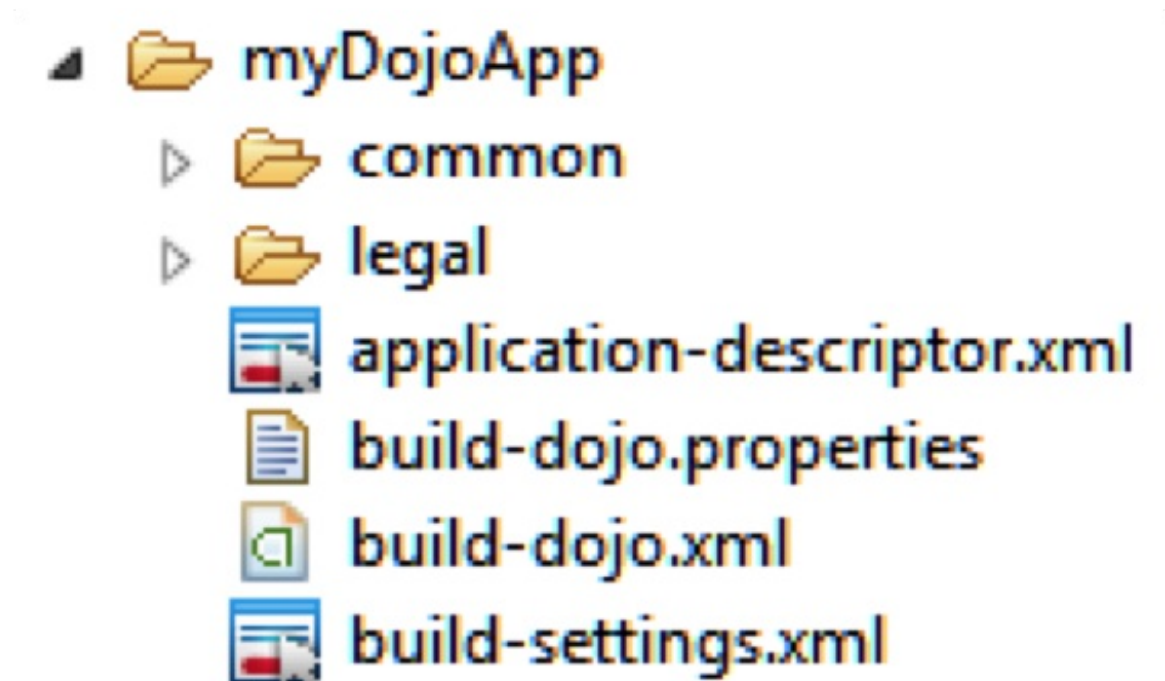 myDojoApp
common
legal
application-descriptor.xml
build-dojo.properties
build-dojo.xml
build-settings.xml